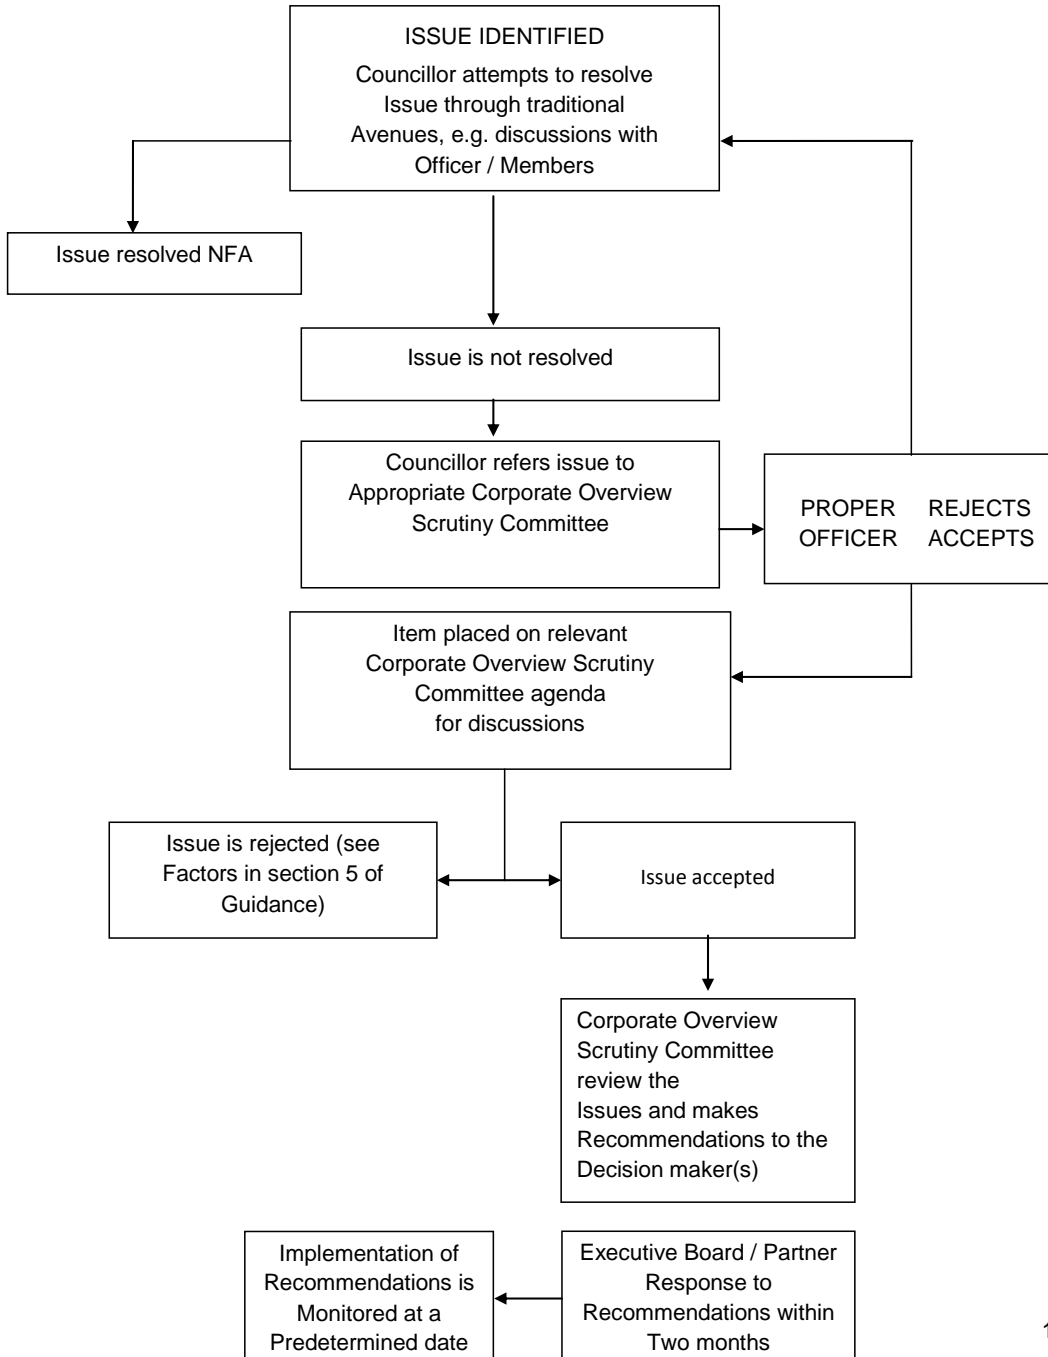 ISSUE IDENTIFIED
Councillor attempts to resolve
Issue through traditional
Avenues, e.g. discussions with
Officer / Members
Issue resolved NFA
Issue is not resolved
Councillor refers issue to
Appropriate Corporate Overview
Scrutiny Committee
PROPER REJECTS
OFFICER ACCEPTS
Item placed on relevant
Corporate Overview Scrutiny
Committee agenda
for discussions
Issue is rejected (see
Factors in section 5 of
Guidance)
Issue accepted
Corporate Overview
Scrutiny Committee
review the
Issues and makes
Recommendations to the
Decision maker(s)
Executive Board / Partner
Response to
Recommendations within
Two months
Implementation of
Recommendations is
Monitored at a
Predetermined date